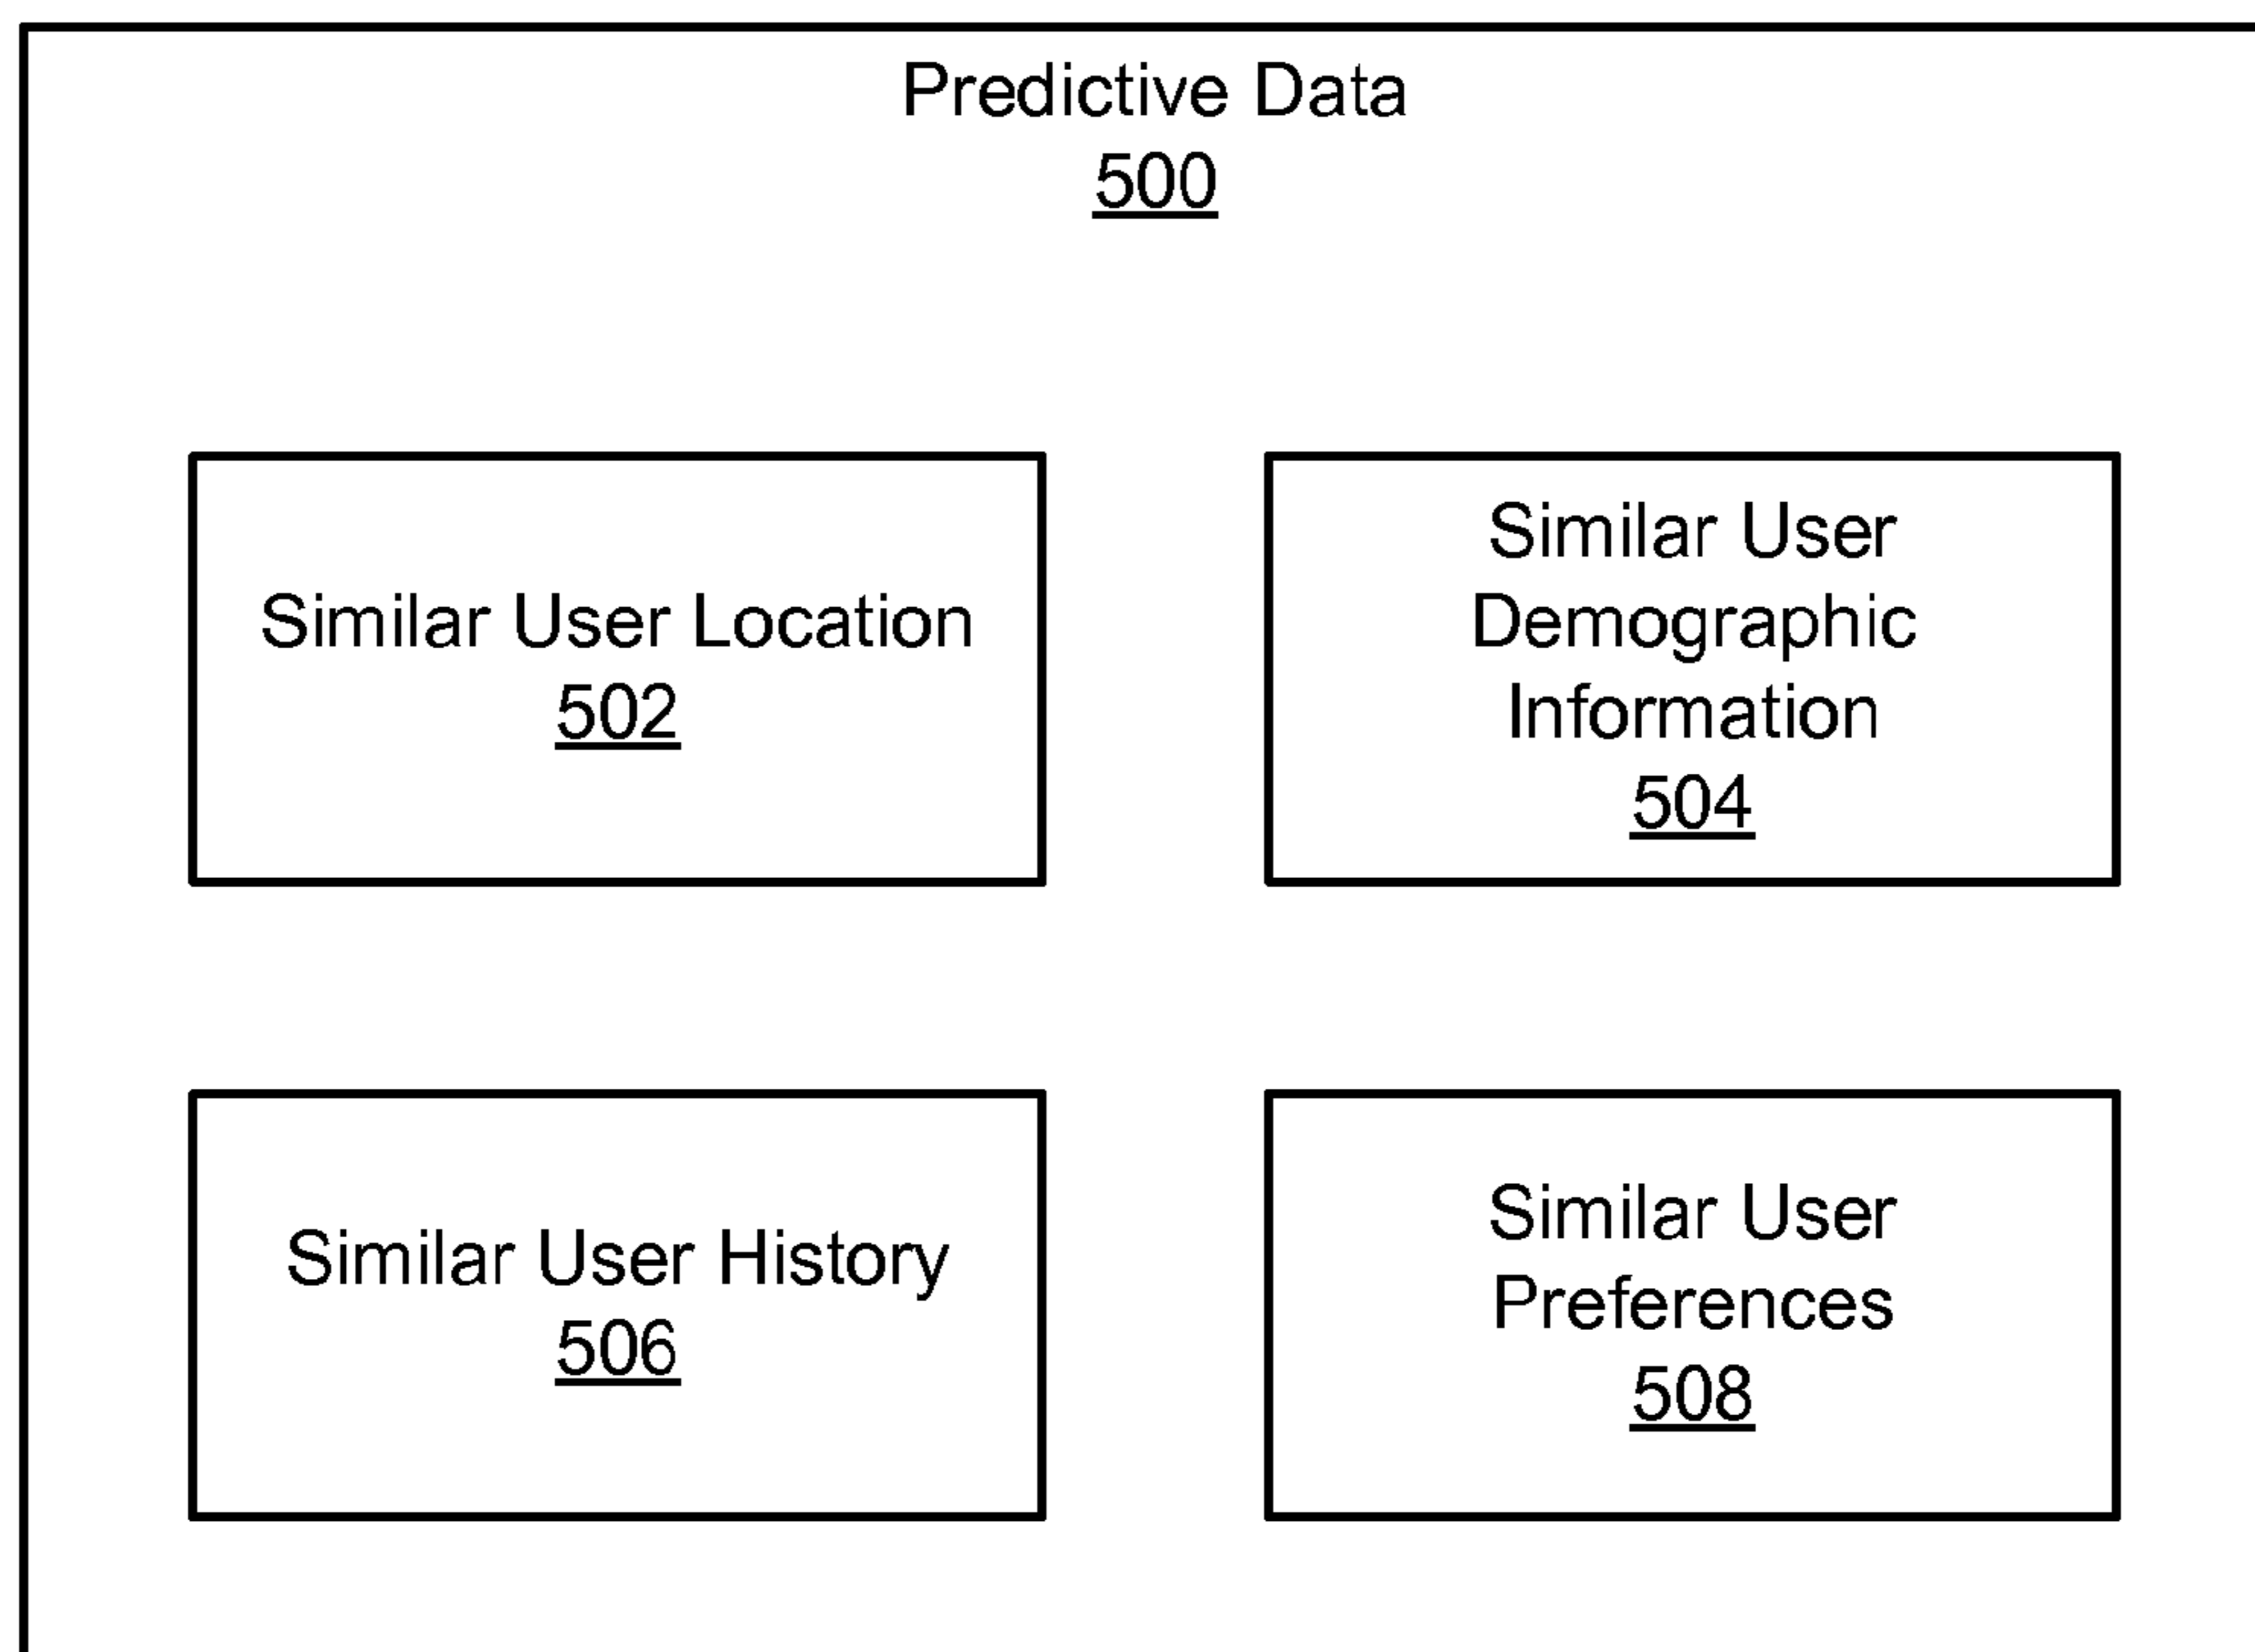 Predictive Data
500
Similar User Location
502
Similar User
Demographic
Information
504
Similar User History
506
Similar User
Preferences
508